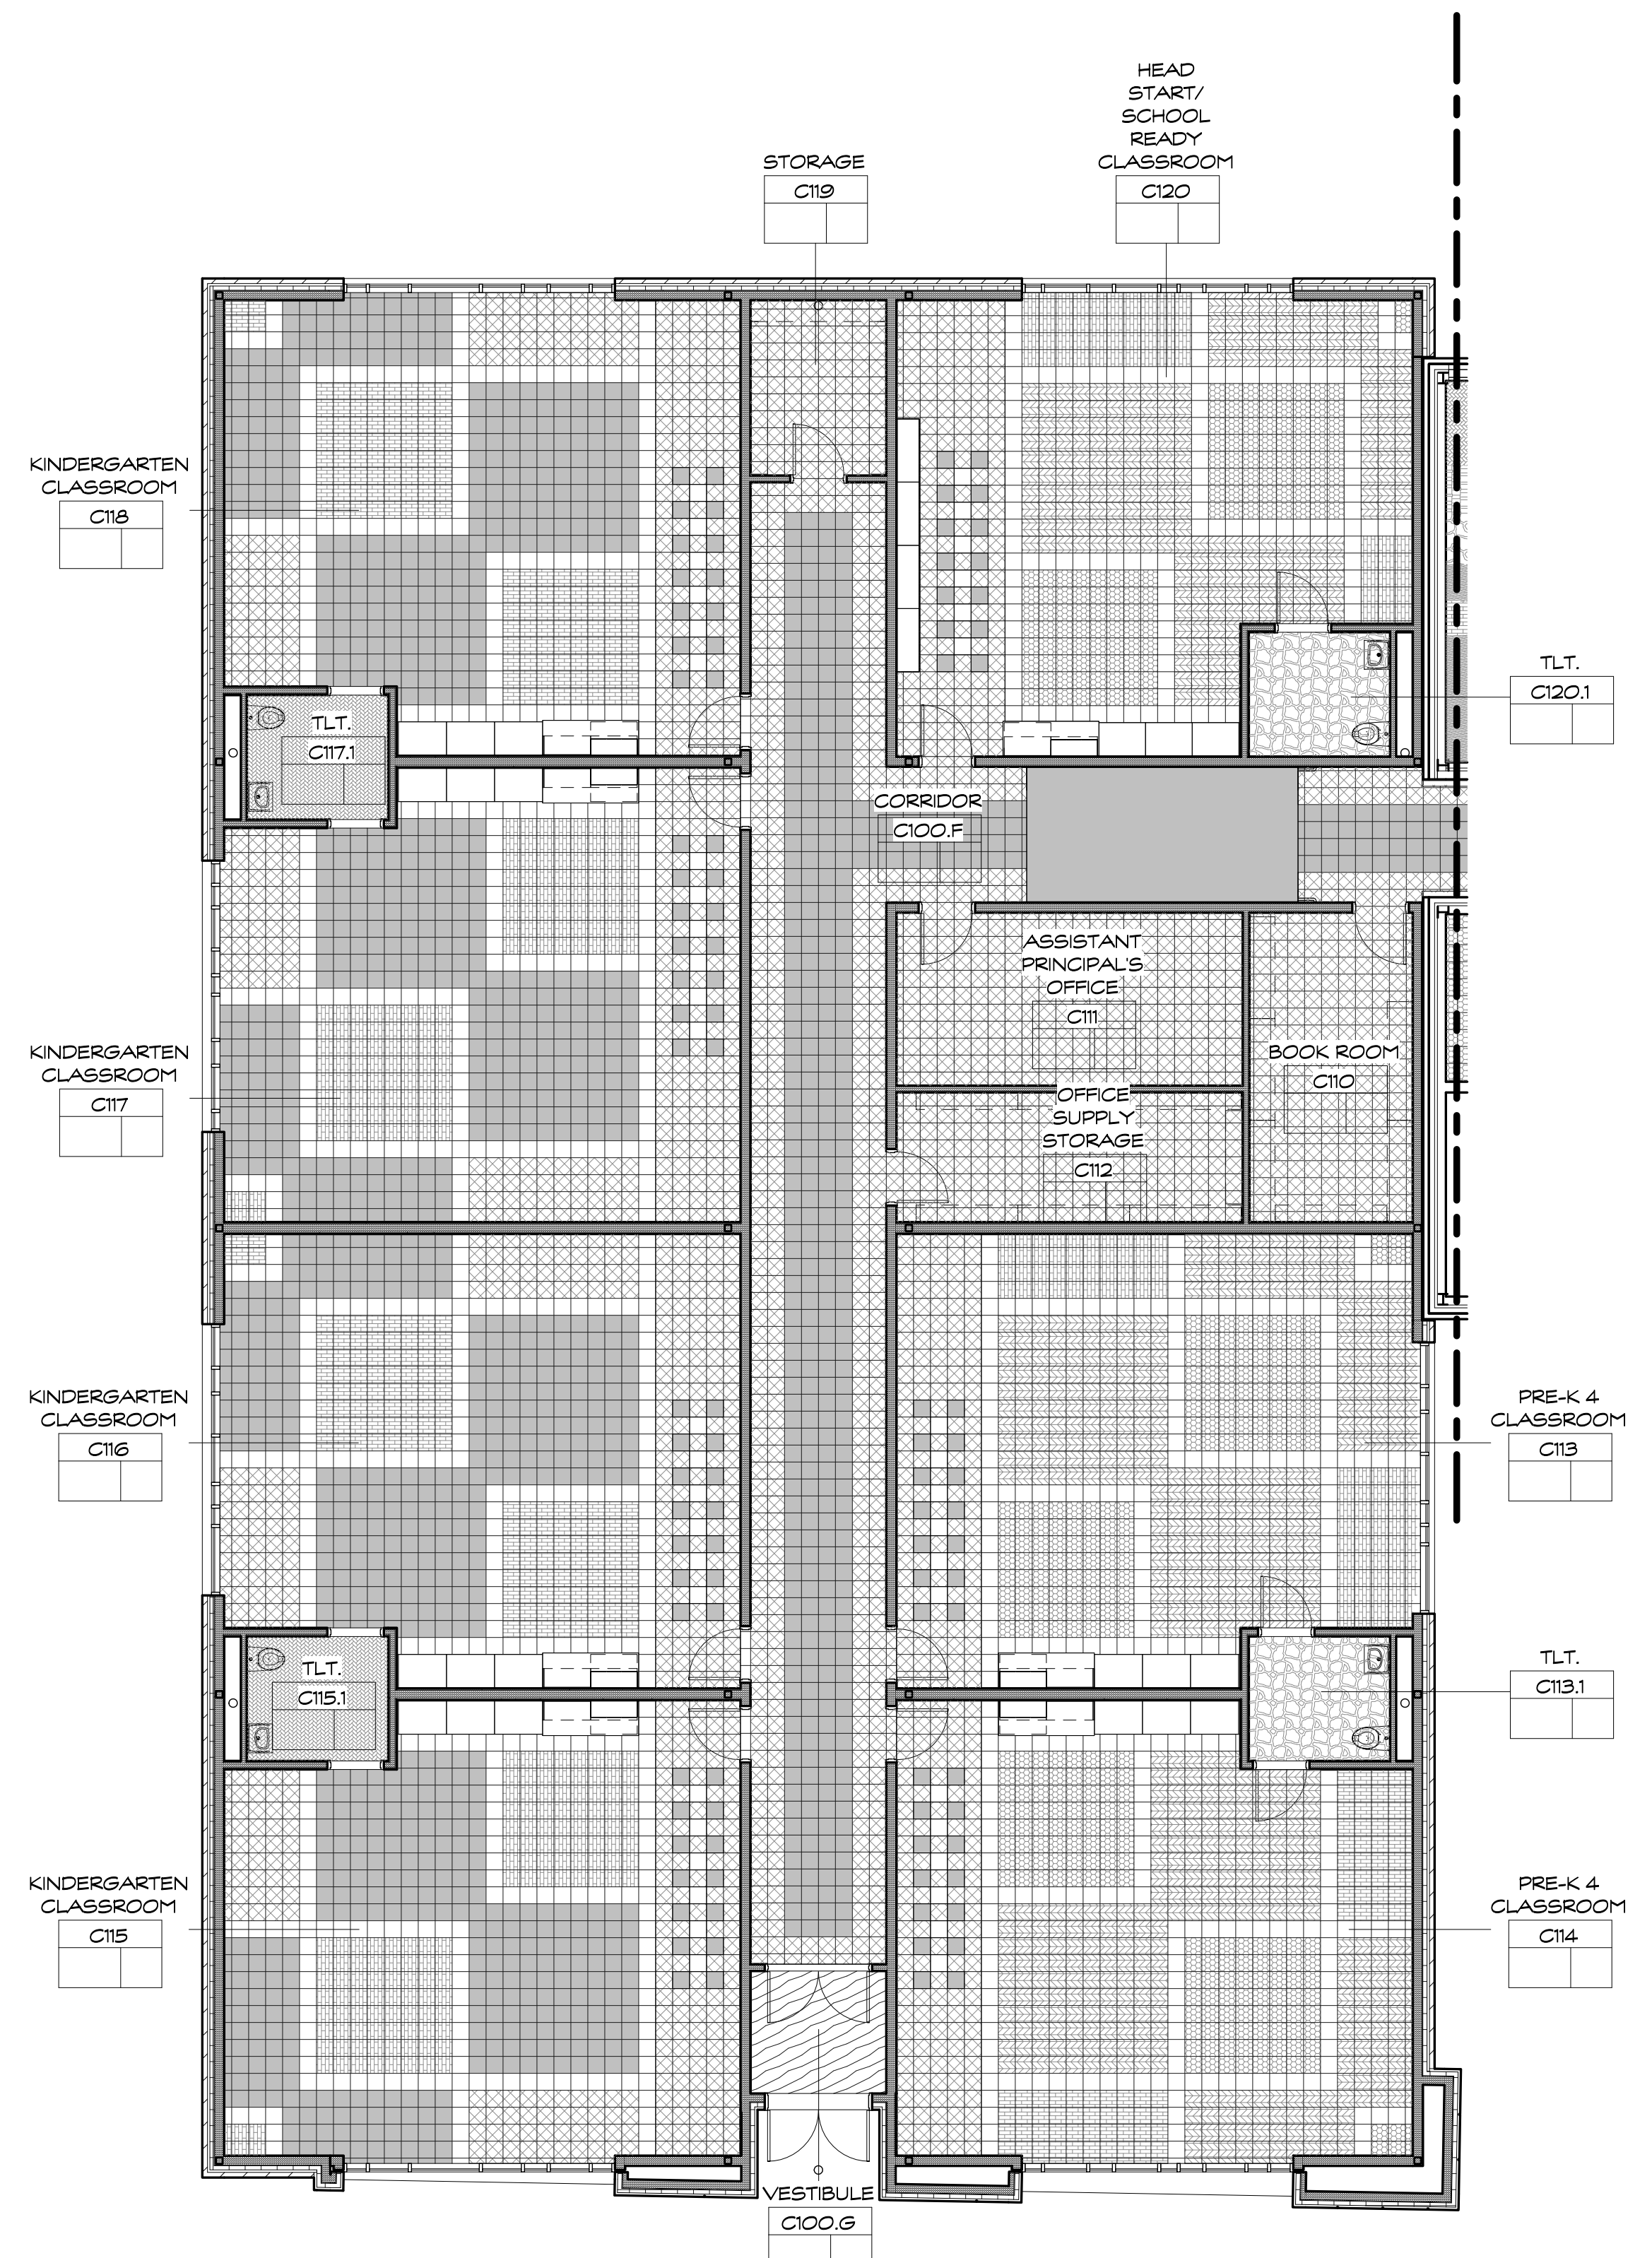 HEAD
START/
SCHOOL
READY
CLASSROOM
C120
STORAGE
C119
KINDERGARTEN
CLASSROOM
C118
TLT.
C120.1
TLT.
C117.1
CORRIDOR
C100.F
ASSISTANT
PRINCIPAL'S
OFFICE
C111
KINDERGARTEN
CLASSROOM
C117
BOOK ROOM
C110
OFFICE
SUPPLY
STORAGE
C112
KINDERGARTEN
CLASSROOM
C116
PRE-K 4
CLASSROOM
C113
TLT.
C115.1
TLT.
C113.1
KINDERGARTEN
CLASSROOM
C115
PRE-K 4
CLASSROOM
C114
VESTIBULE
C100.G